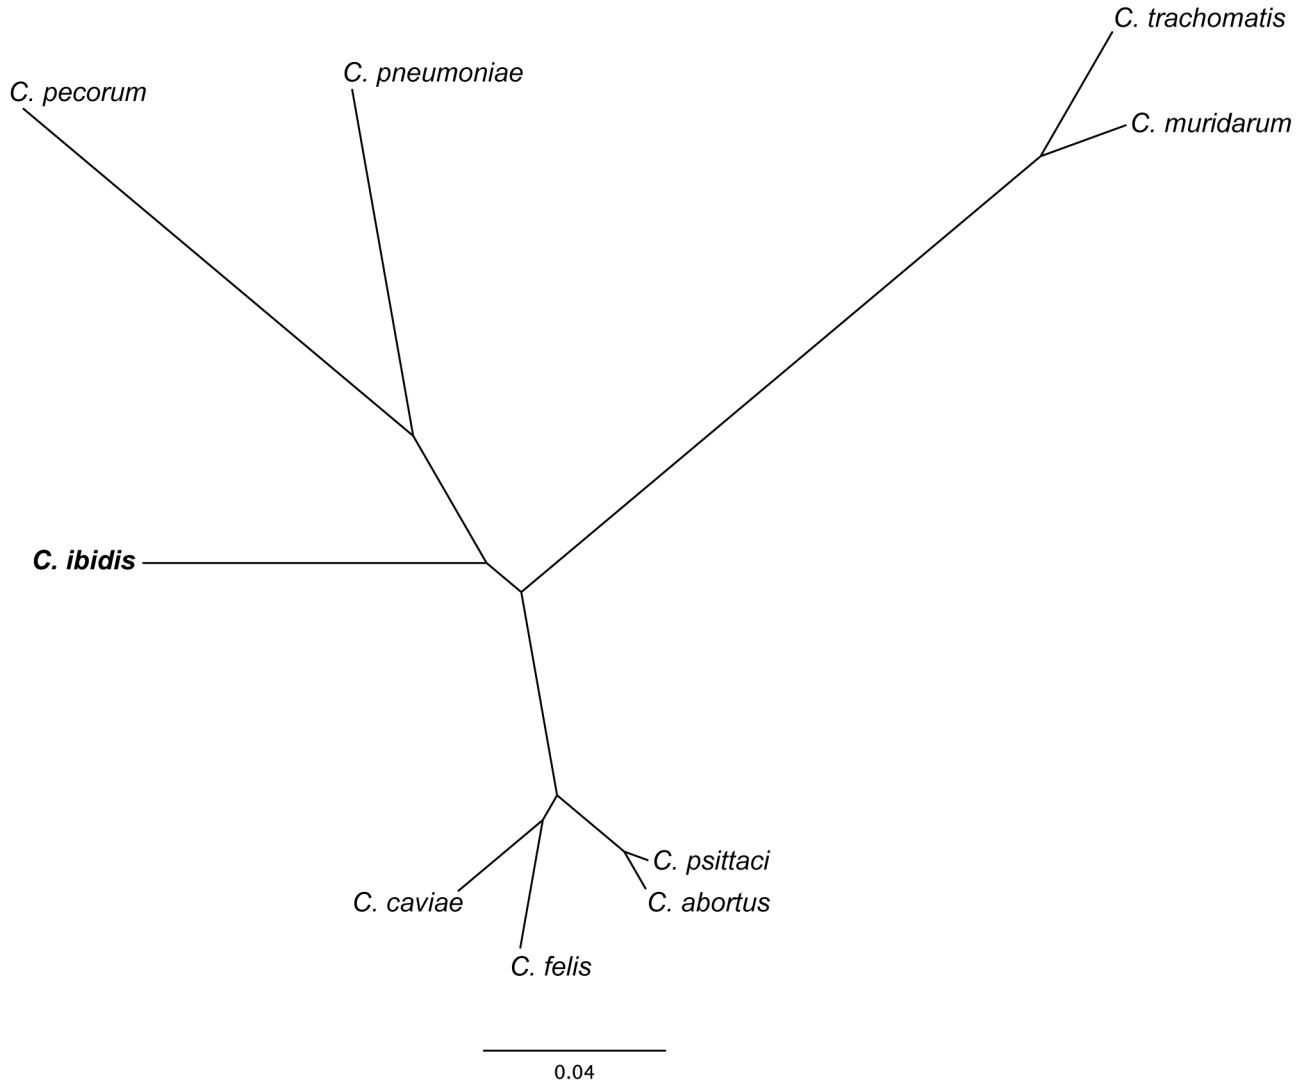 C. trachomatis
C. pneumoniae
C. pecorum
C. muridarum
C. ibidis
C. psittaci
C. caviae
C. abortus
C. felis
0.04